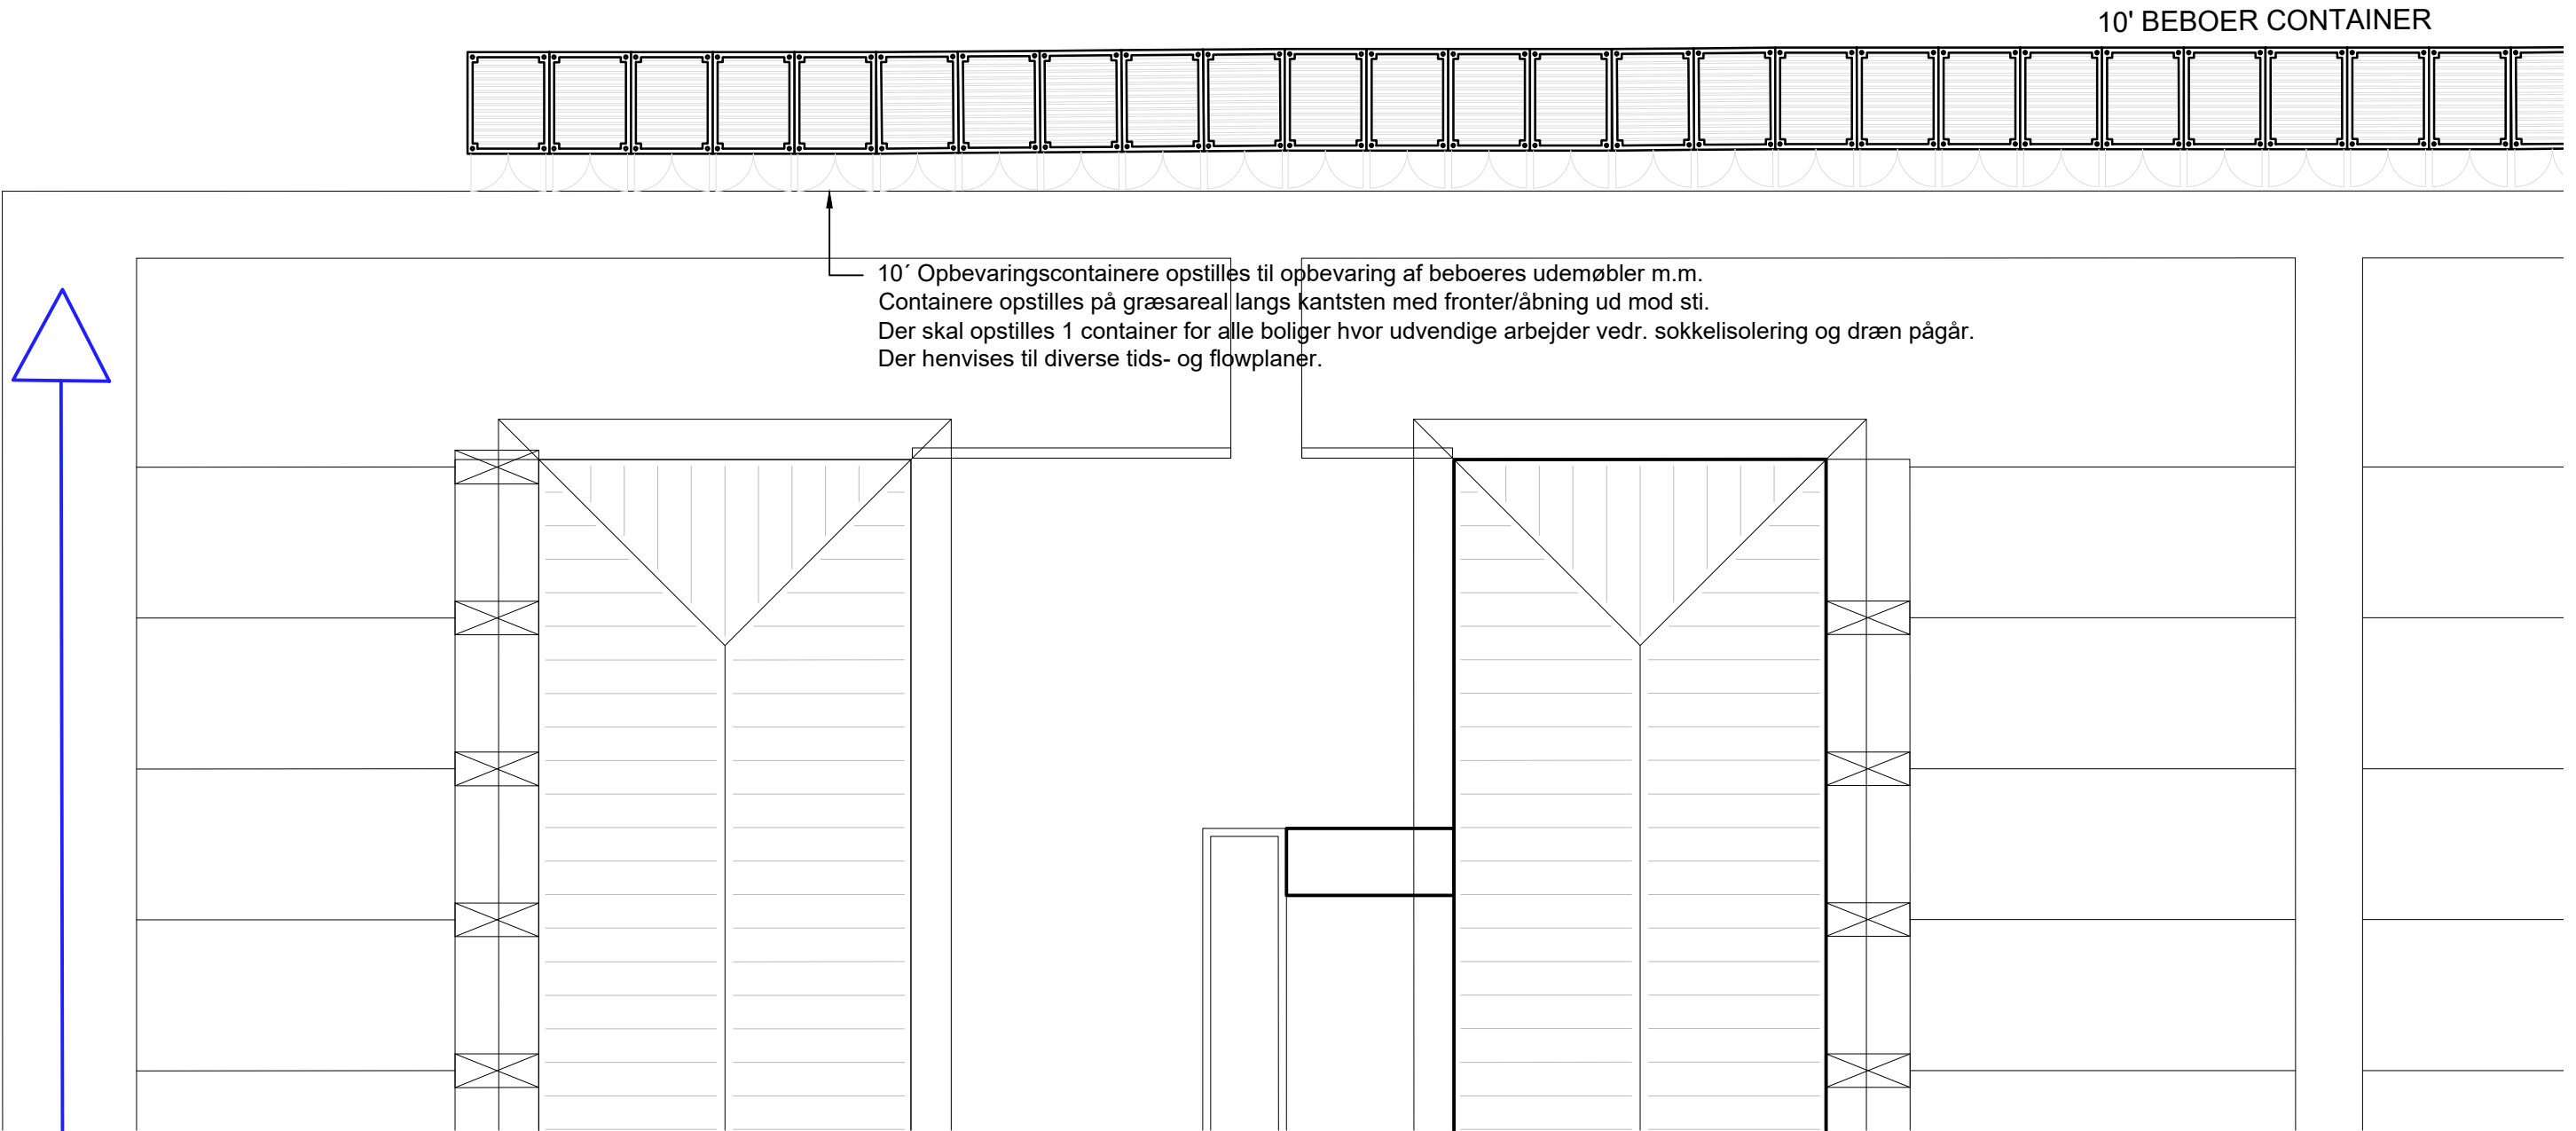 10' BEBOER CONTAINER
10´ Opbevaringscontainere opstilles til opbevaring af beboeres udemøbler m.m.
Containere opstilles på græsareal langs kantsten med fronter/åbning ud mod sti.
Der skal opstilles 1 container for alle boliger hvor udvendige arbejder vedr. sokkelisolering og dræn pågår.
Der henvises til diverse tids- og flowplaner.